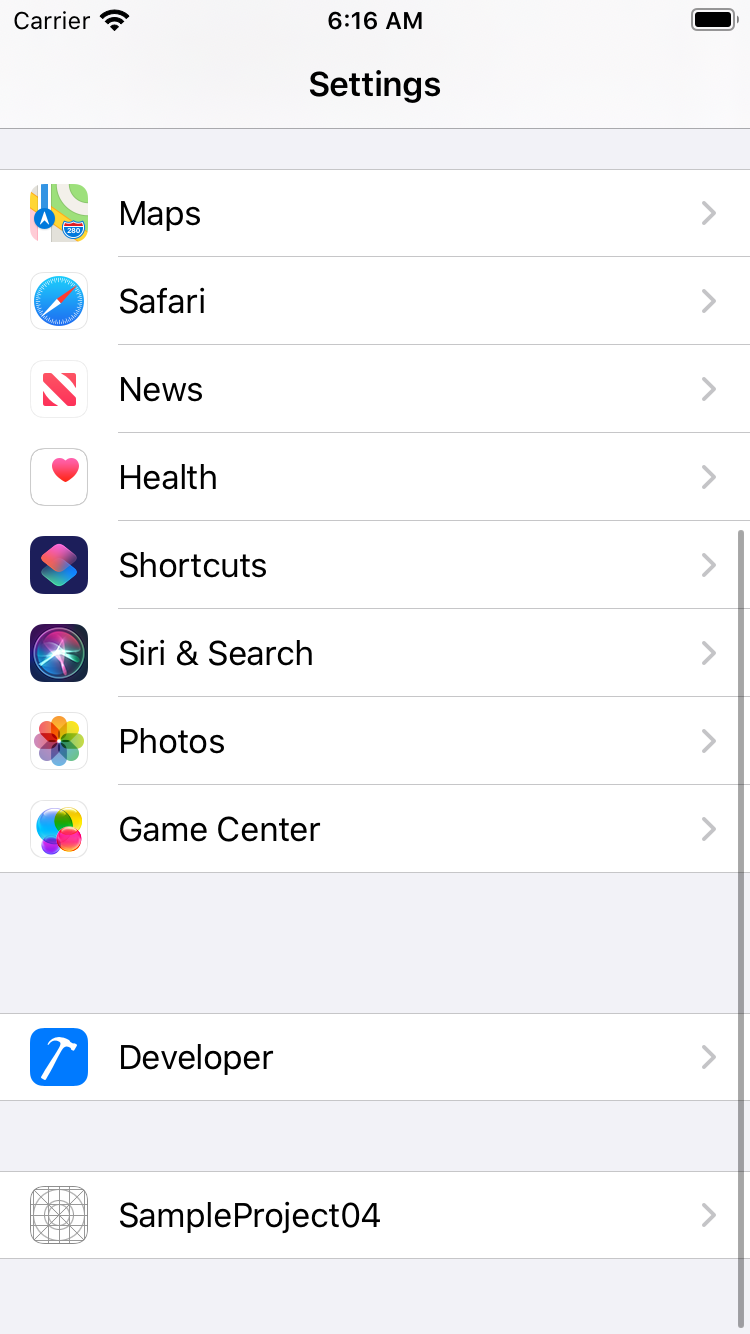 Carrier 6:16 AM
Settings
Maps
280
Safari
News
Health
Shortcuts
Siri & Search
Photos
Game Center
Developer
SampleProject04